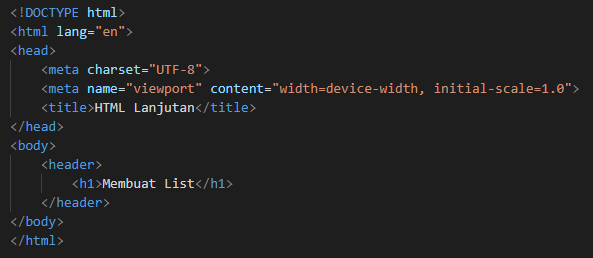 <!DOCTYPE html>
<html lang="en">
<head>
    <meta charset="UTF-8">
    <meta name="viewport" content="width=device-width, initial-scale=1.0">
    <title>HTML Lanjutan</title>
</head>
<body>
    <header>
        <h1>Membuat List</h1>
    </header>
</body>
</html>